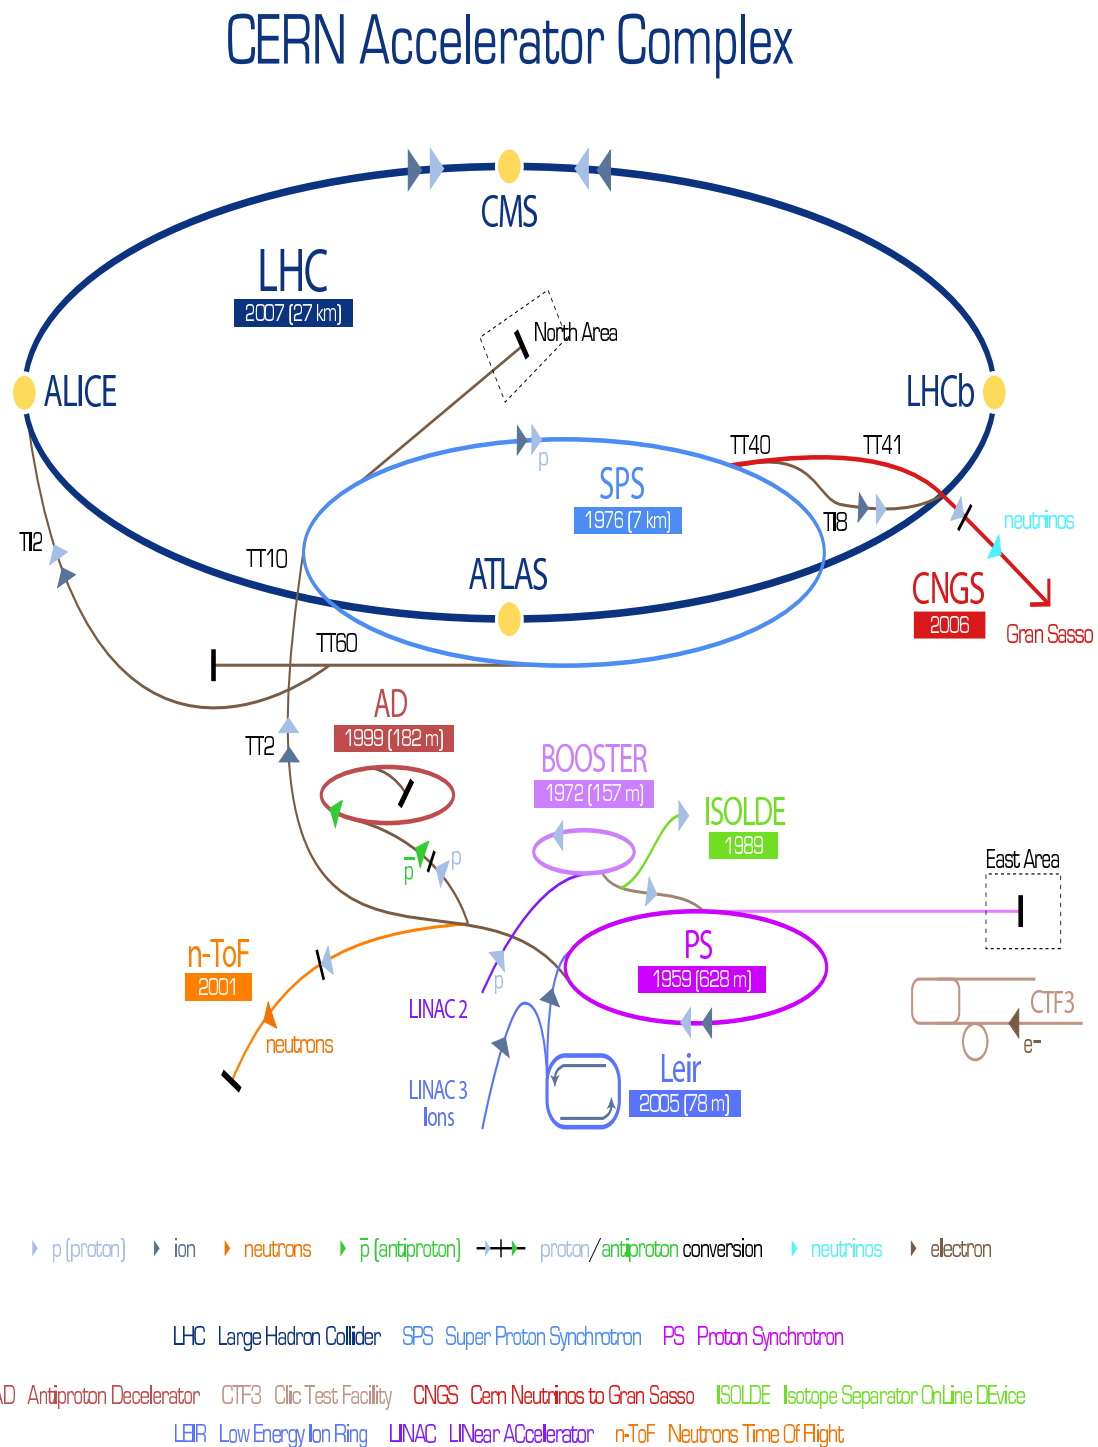 CERN Accelerator Complex
CMS
LHC
2007 (27 km)
North Area
ALICE
LHCb
TT40
TT41
p
SPS
1976 (7 km)
TI8
neutrinos
TI2
TT10
ATLAS
CNGS
2006
Gran Sasso
TT60
AD
1999 (182 m)
TT2
BOOSTER
1972 (157 m)
ISOLDE
1989
p̅
p
East Area
n-ToF
2001
PS
1959 (628 m)
p
LINAC 2
neutrons
CTF3
e⁻
LINAC 3
Ions
Leir
2005 (78 m)
p (proton) ion neutrons p̅ (antiproton) proton/antiproton conversion neutrinos electron
LHC Large Hadron Collider SPS Super Proton Synchrotron PS Proton Synchrotron
AD Antiproton Decelerator CTF3 Clic Test Facility CNGS Cern Neutrinos to Gran Sasso ISOLDE Isotope Separator OnLine DEvice
LEIR Low Energy Ion Ring LINAC LINear ACcelerator n-ToF Neutrons Time Of Flight